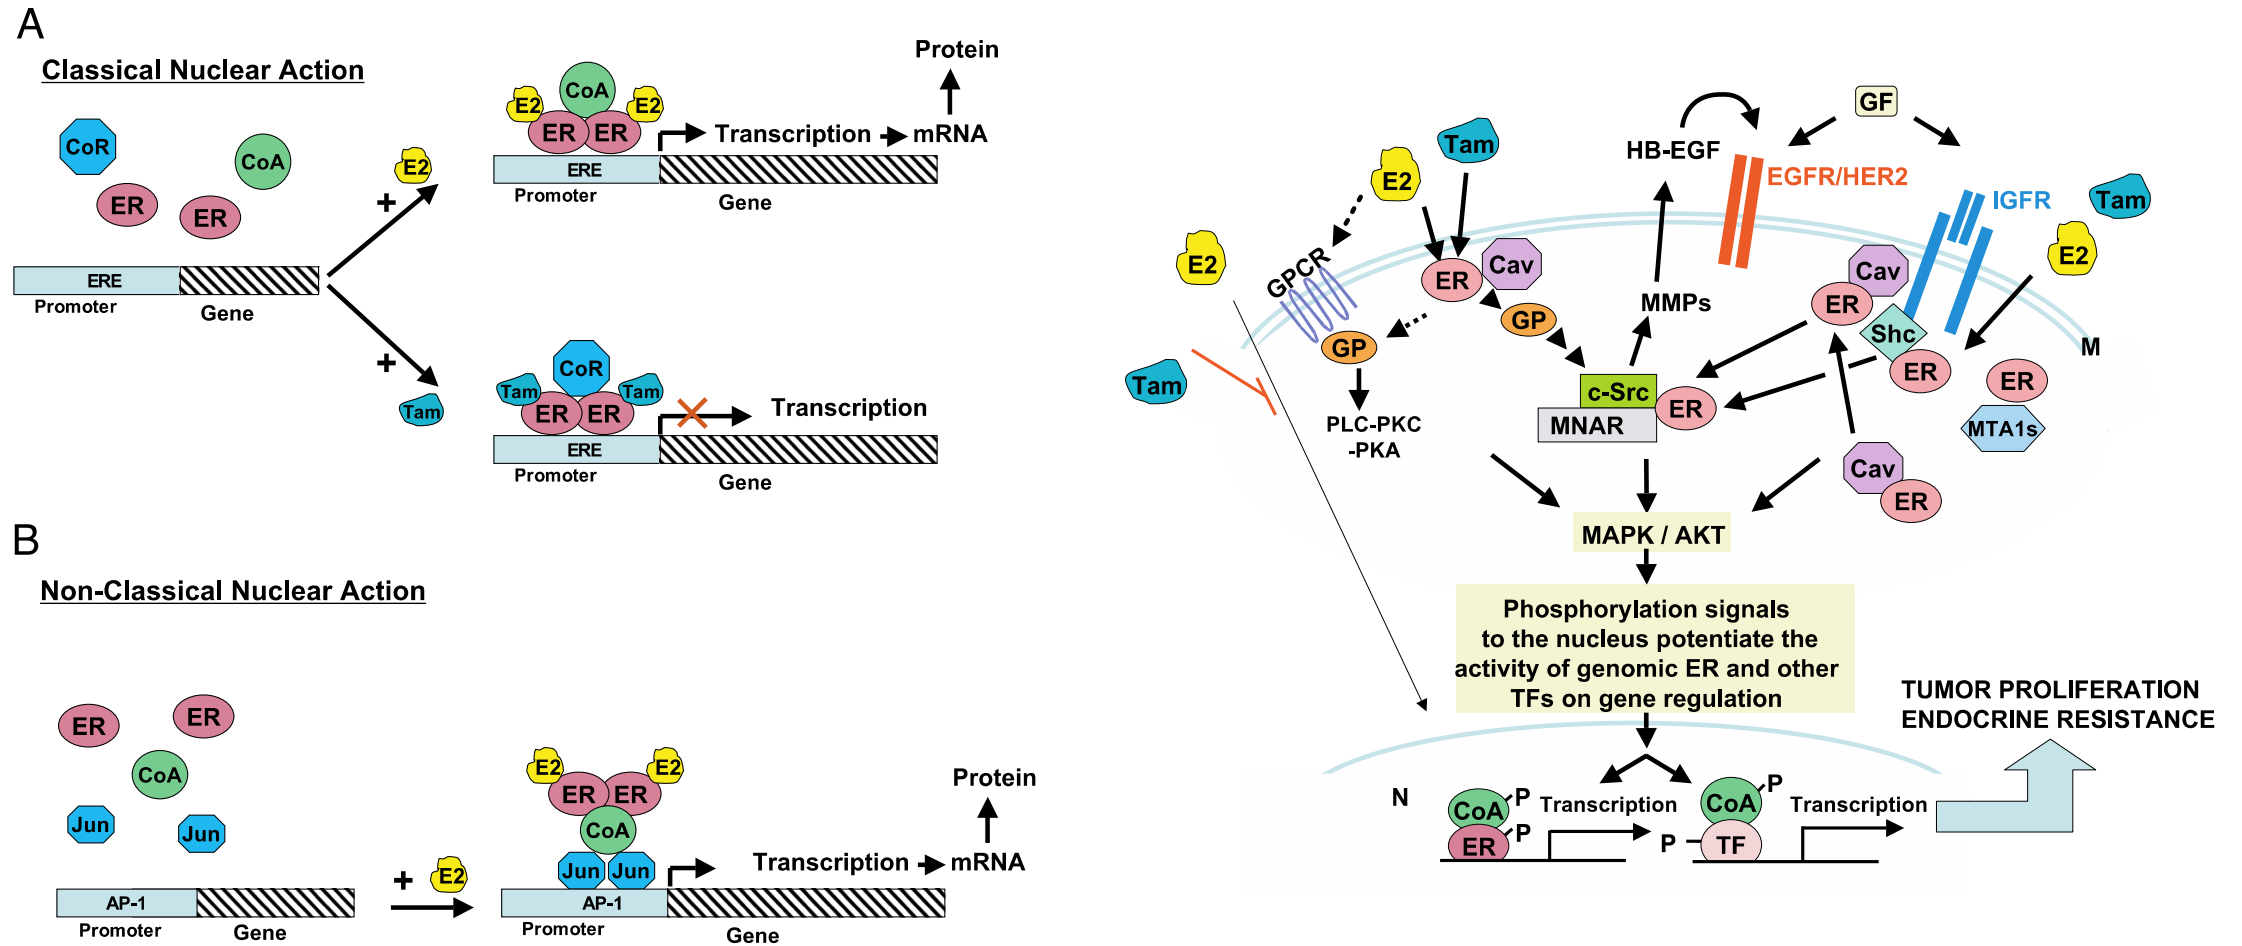 A
Classical Nuclear Action
CoR
CoA
ER
ER
ERE
Promoter
Gene
+
E2
+
Tam
E2
CoA
E2
ER
ER
Transcription
mRNA
Protein
ERE
Promoter
Gene
CoR
Tam
Tam
ER
ER
Transcription
ERE
Promoter
Gene
B
Non-Classical Nuclear Action
ER
ER
CoA
Jun
Jun
AP-1
Promoter
Gene
+
E2
E2
E2
ER
ER
CoA
Jun
Jun
Transcription
mRNA
Protein
AP-1
Promoter
Gene
E2
Tam
GPCR
E2
Tam
ER
Cav
GP
GP
PLC-PKC
-PKA
HB-EGF
MMPs
GF
EGFR/HER2
IGFR
Tam
E2
Cav
ER
Shc
ER
M
ER
MTA1s
c-Src
MNAR
ER
Cav
ER
MAPK / AKT
Phosphorylation signals
to the nucleus potentiate the
activity of genomic ER and other
TFs on gene regulation
N
CoA
P
ER
P
Transcription
CoA
P
P
TF
Transcription
TUMOR PROLIFERATION
ENDOCRINE RESISTANCE